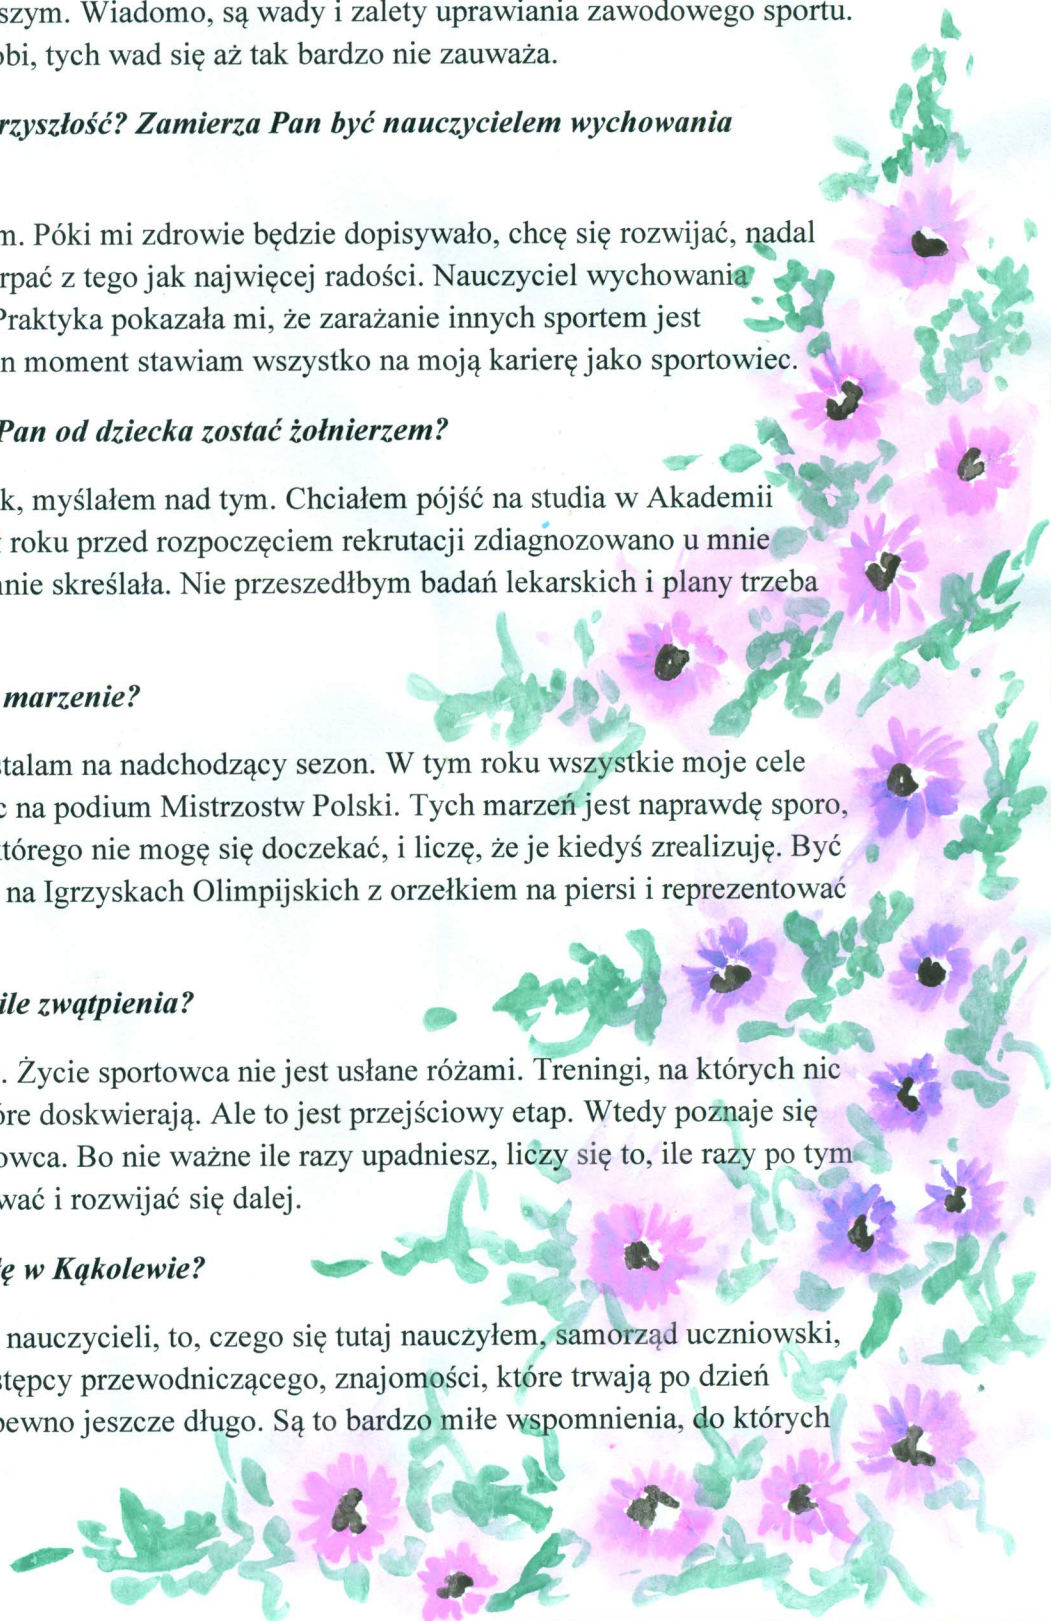 szym. Wiadomo, są wady i zalety uprawiania zawodowego sportu.
obi, tych wad się aż tak bardzo nie zauważa.
rzyszłość? Zamierza Pan być nauczycielem wychowania
m. Póki mi zdrowie będzie dopisywało, chcę się rozwijać, nadal
rpać z tego jak najwięcej radości. Nauczyciel wychowania
Praktyka pokazała mi, że zarażanie innych sportem jest
n moment stawiam wszystko na moją karierę jako sportowiec.
Pan od dziecka zostać żołnierzem?
k, myślałem nad tym. Chciałem pójść na studia w Akademii
roku przed rozpoczęciem rekrutacji zdiagnozowano u mnie
nie skreślała. Nie przeszedłbym badań lekarskich i plany trzeba
marzenie?
stalam na nadchodzący sezon. W tym roku wszystkie moje cele
c na podium Mistrzostw Polski. Tych marzeń jest naprawdę sporo,
którego nie mogę się doczekać, i liczę, że je kiedyś zrealizuję. Być
na Igrzyskach Olimpijskich z orzełkiem na piersi i reprezentować
ile zwątpienia?
. Życie sportowca nie jest usłane różami. Treningi, na których nic
óre doskwierają. Ale to jest przejściowy etap. Wtedy poznaje się
owca. Bo nie ważne ile razy upadniesz, liczy się to, ile razy po tym
wać i rozwijać się dalej.
ę w Kąkolewie?
nauczycieli, to, czego się tutaj nauczyłem, samorząd uczniowski,
stępcy przewodniczącego, znajomości, które trwają po dzień
pewno jeszcze długo. Są to bardzo miłe wspomnienia, do których